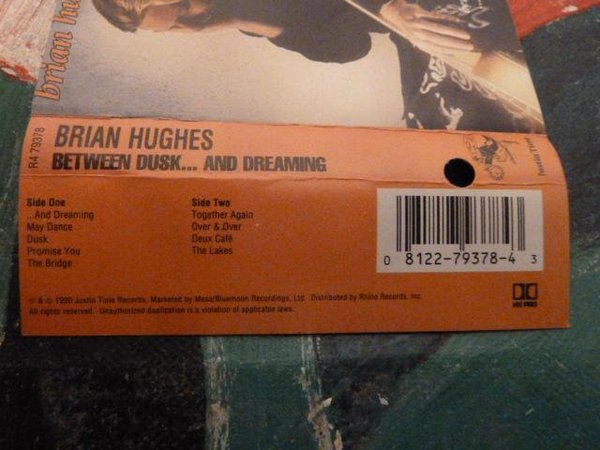 brian hu
R4 79378
BRIAN HUGHES
BETWEEN DUSK... AND DREAMING
Side One
...And Dreaming
May Dance
Dusk
Promise You
The Bridge
Side Two
Together Again
Over & Over
Deux Café
The Lakes
0 8122-79378-4 3
Justin Time
℗ & © 1990 Justin Time Records, Marketed by Mesa/Bluemoon Recordings, Ltd. Distributed by Rhino Records, Inc.
All rights reserved. Unauthorized duplication is a violation of applicable laws.
HX PRO